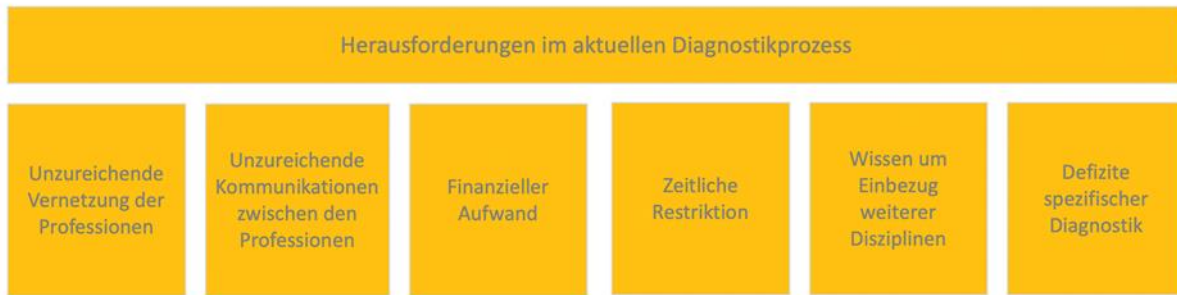 Herausforderungen im aktuellen Diagnostikprozess
Unzureichende
Vernetzung der
Professionen
Unzureichende
Kommunikationen
zwischen den
Professionen
Finanzieller
Aufwand
Zeitliche
Restriktion
Wissen um
Einbezug
weiterer
Disziplinen
Defizite
spezifischer
Diagnostik